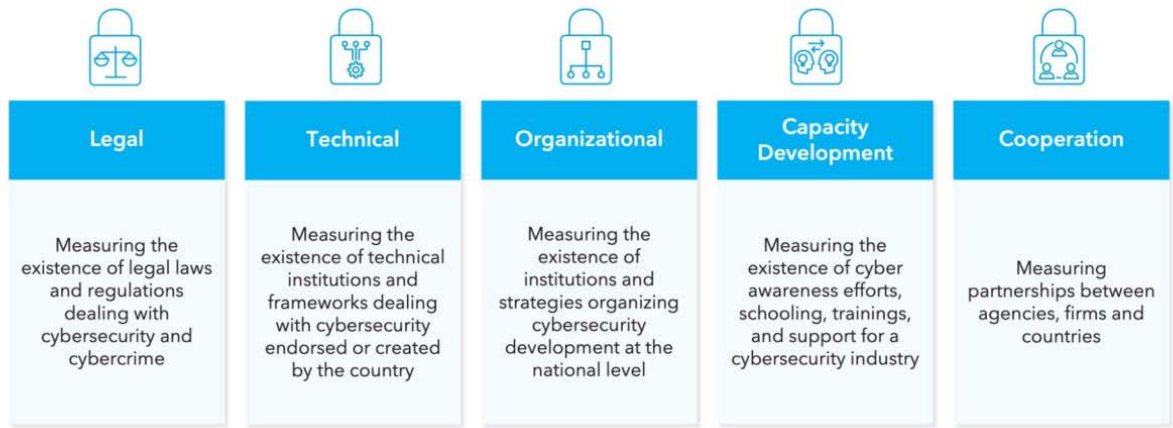 Legal
Measuring the
existence of legal laws
and regulations
dealing with
cybersecurity and
cybercrime
Technical
Measuring the
existence of technical
institutions and
frameworks dealing
with cybersecurity
endorsed or created
by the country
Organizational
Measuring the
existence of
institutions and
strategies organizing
cybersecurity
development at the
national level
Capacity
Development
Measuring the
existence of cyber
awareness efforts,
schooling, trainings,
and support for a
cybersecurity industry
Cooperation
Measuring
partnerships between
agencies, firms and
countries